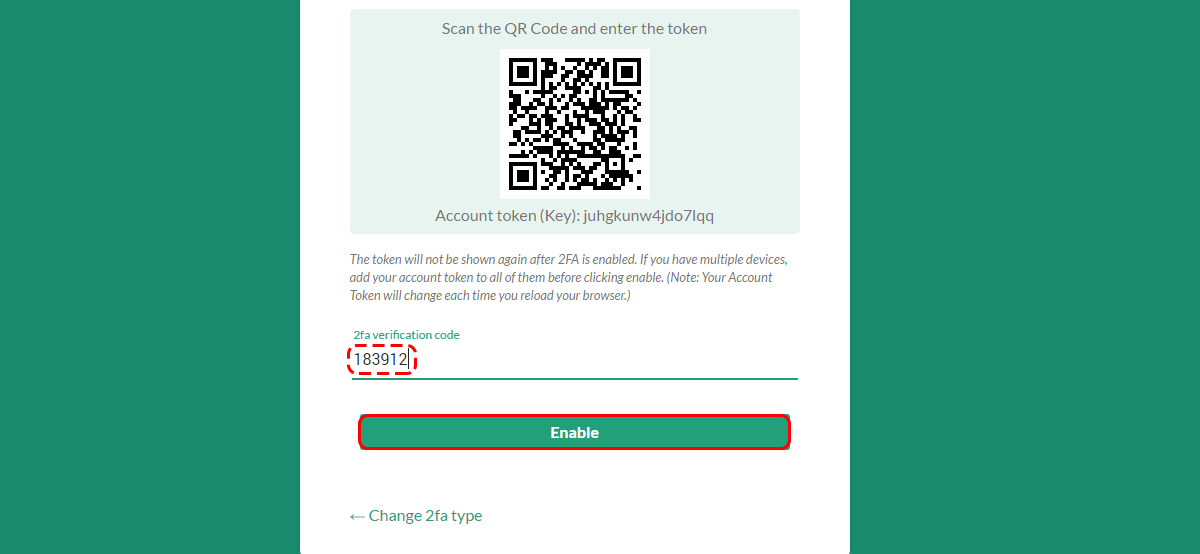 Scan the QR Code and enter the token
Account token (Key): juhgkunw4jdo7lqq
The token will not be shown again after 2FA is enabled. If you have multiple devices,
add your account token to all of them before clicking enable. (Note: Your Account
Token will change each time you reload your browser.)
2fa verification code
183912
Enable
← Change 2fa type